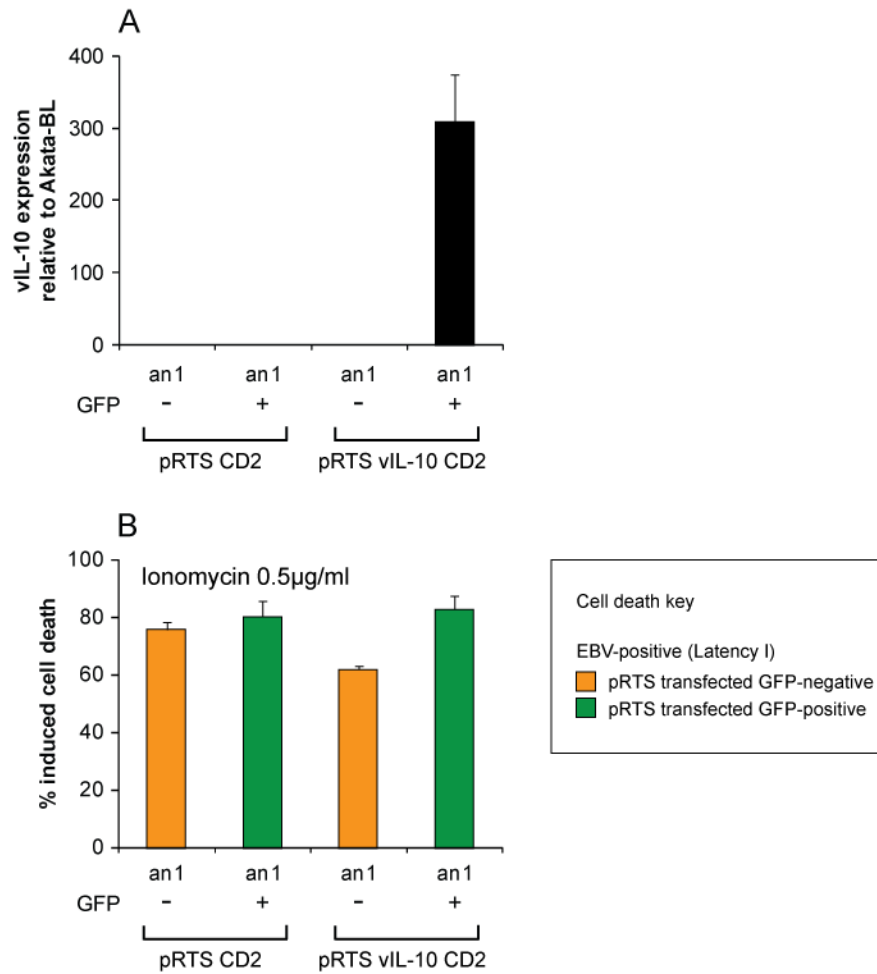 A
vIL-10 expression
relative to Akata-BL
400
300
200
100
0
an1 an1 an1 an1
GFP - + - +
pRTS CD2 pRTS vIL-10 CD2
B
Ionomycin 0.5µg/ml
% induced cell death
100
80
60
40
20
0
an1 an1 an1 an1
GFP - + - +
pRTS CD2 pRTS vIL-10 CD2
Cell death key
EBV-positive (Latency I)
pRTS transfected GFP-negative
pRTS transfected GFP-positive